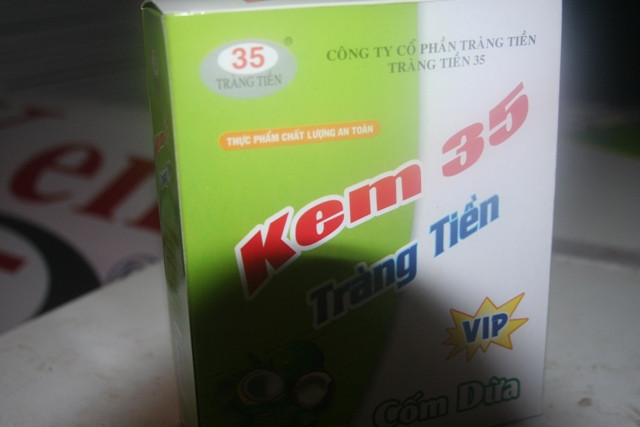 35
®
TRÀNG TIỀN
CÔNG TY CỔ PHẦN TRÀNG TIỀN
TRÀNG TIỀN 35
THỰC PHẨM CHẤT LƯỢNG AN TOÀN
Kem 35
Tràng Tiền
VIP
Cốm Dừa